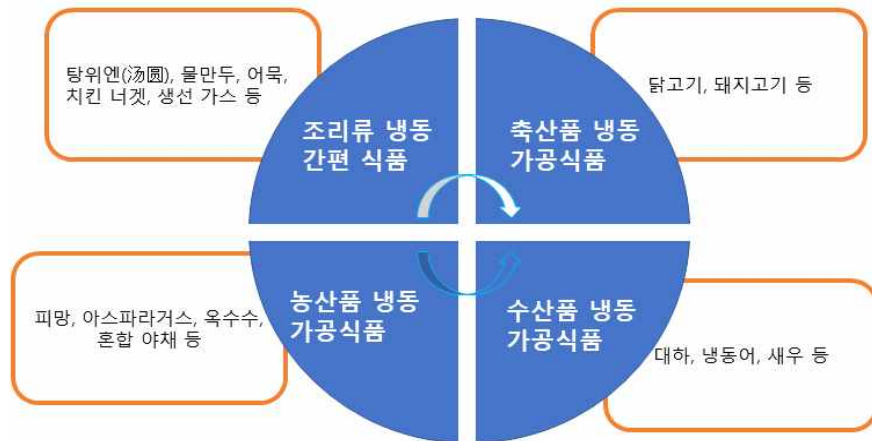 탕위엔(汤圆), 물만두, 어묵,
치킨 너겟, 생선 가스 등
조리류 냉동
간편 식품
축산품 냉동
가공식품
닭고기, 돼지고기 등
피망, 아스파라거스, 옥수수,
혼합 야채 등
농산품 냉동
가공식품
수산품 냉동
가공식품
대하, 냉동어, 새우 등